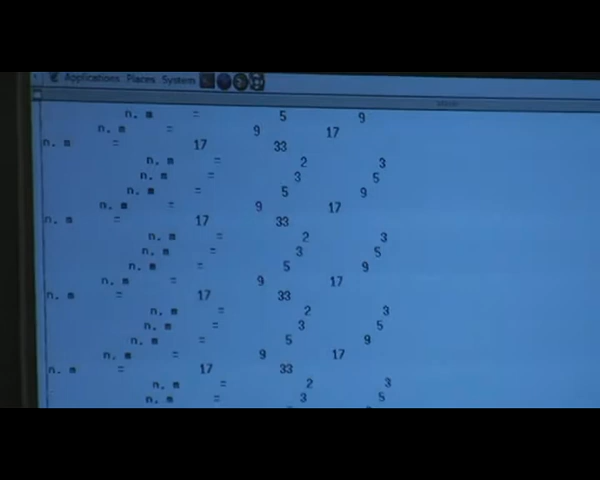 Applications Places System
n, m = 5 9
n, m = 9 17
n, m = 17 33
n, m = 2 3
n, m = 3 5
n, m = 5 9
n, m = 9 17
n, m = 17 33
n, m = 2 3
n, m = 3 5
n, m = 5 9
n, m = 9 17
n, m = 17 33
n, m = 2 3
n, m = 3 5
n, m = 5 9
n, m = 9 17
n, m = 17 33
n, m = 2 3
n, m = 3 5